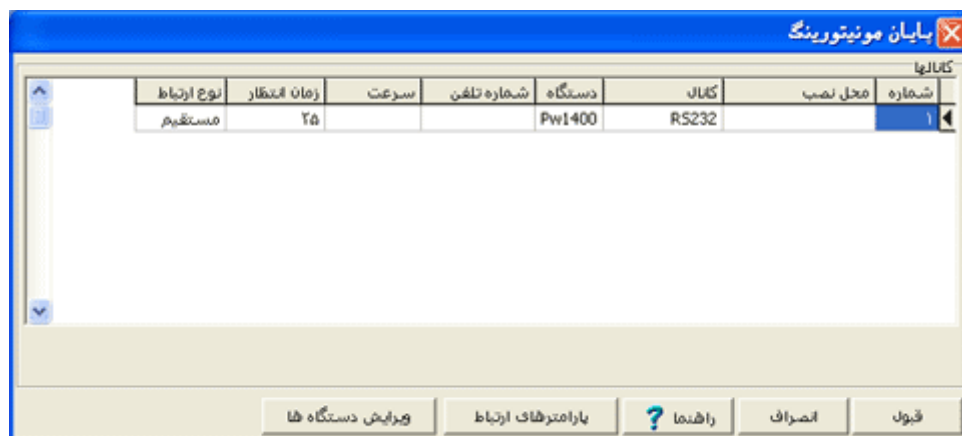 پایان مونیتورینگ
کانالها
شماره محل نصب کانال دستگاه شماره تلفن سرعت زمان انتظار نوع ارتباط
۱ RS232 Pw1400 ۲۵ مستقیم
قبول انصراف راهنما ? پارامترهای ارتباط ویرایش دستگاه ها